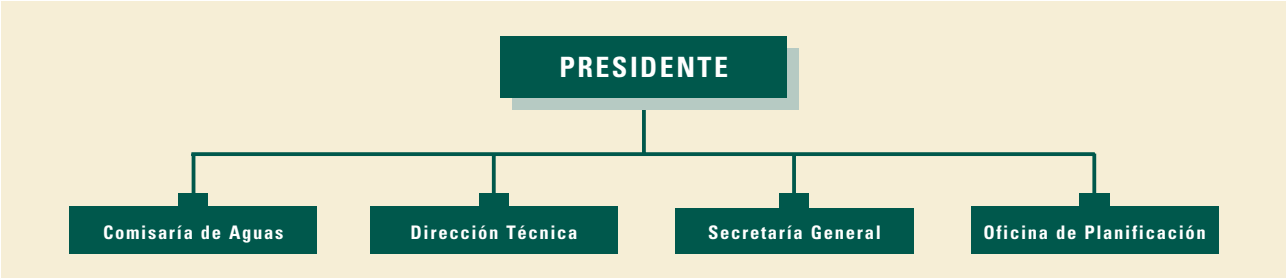 PRESIDENTE
Comisaría de Aguas
Dirección Técnica
Secretaría General
Oficina de Planificación